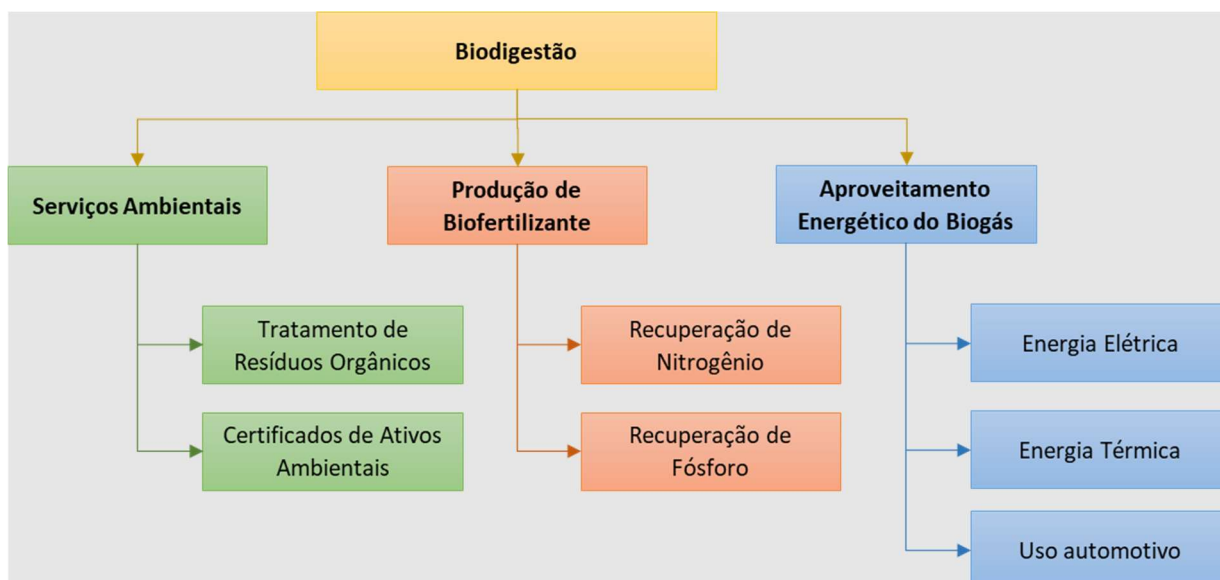 Biodigestão
Serviços Ambientais
Produção de
Biofertilizante
Aproveitamento
Energético do Biogás
Tratamento de
Resíduos Orgânicos
Certificados de Ativos
Ambientais
Recuperação de
Nitrogênio
Recuperação de
Fósforo
Energia Elétrica
Energia Térmica
Uso automotivo